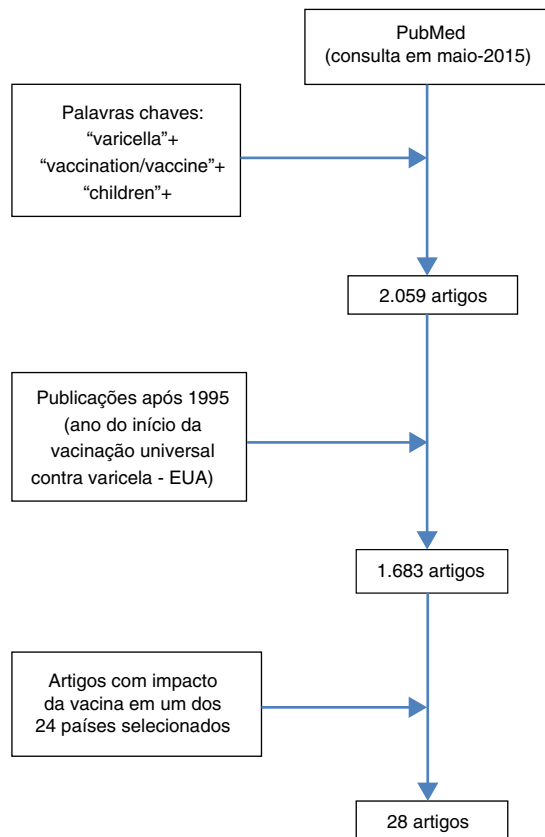 PubMed
(consulta em maio-2015)
Palavras chaves:
“varicella”+
“vaccination/vaccine”+
“children”+
2.059 artigos
Publicações após 1995
(ano do início da
vacinação universal
contra varicela - EUA)
1.683 artigos
Artigos com impacto
da vacina em um dos
24 países selecionados
28 artigos